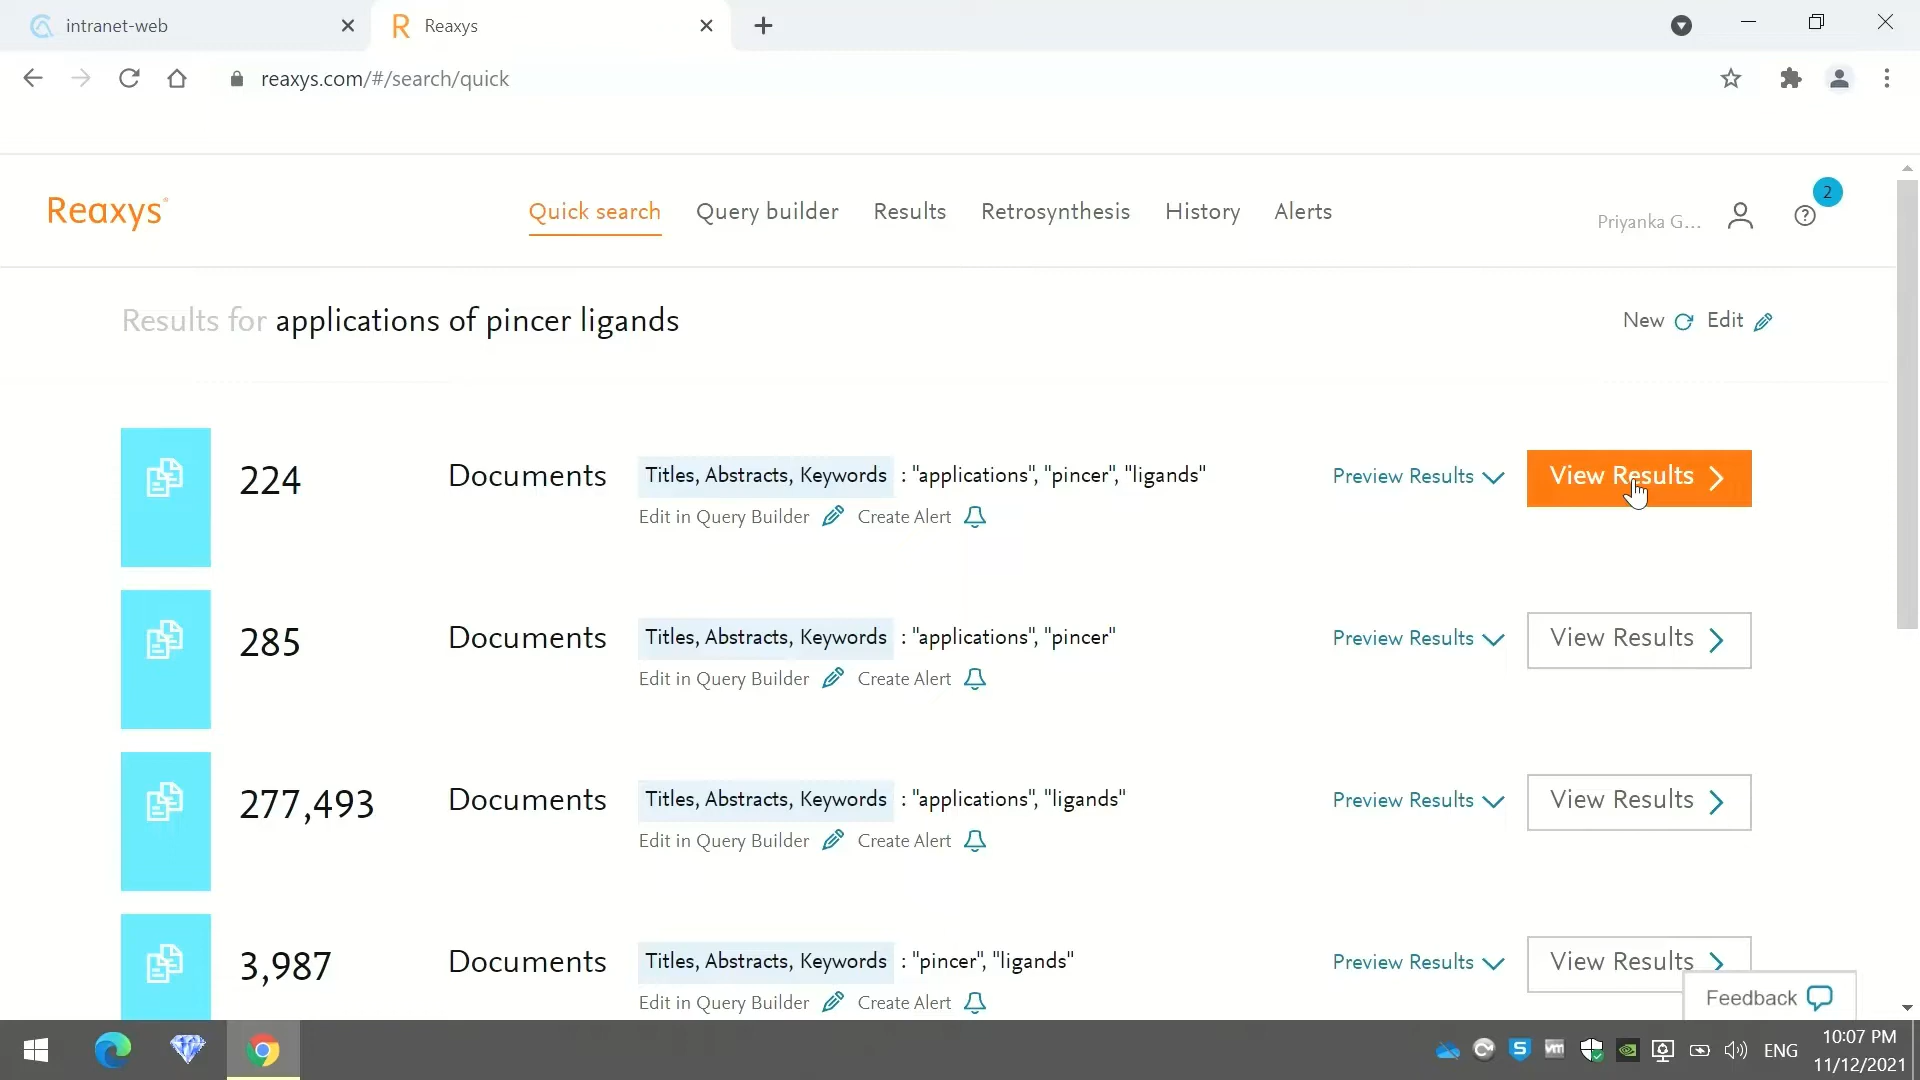 intranet-web
Reaxys
reaxys.com/#/search/quick
Reaxys
Quick search Query builder Results Retrosynthesis History Alerts
Priyanka G...
2
Results for applications of pincer ligands
New Edit
224 Documents Titles, Abstracts, Keywords : "applications", "pincer", "ligands" Preview Results View Results
Edit in Query Builder Create Alert
285 Documents Titles, Abstracts, Keywords : "applications", "pincer" Preview Results View Results
Edit in Query Builder Create Alert
277,493 Documents Titles, Abstracts, Keywords : "applications", "ligands" Preview Results View Results
Edit in Query Builder Create Alert
3,987 Documents Titles, Abstracts, Keywords : "pincer", "ligands" Preview Results View Results
Edit in Query Builder Create Alert
Feedback
ENG
10:07 PM
11/12/2021